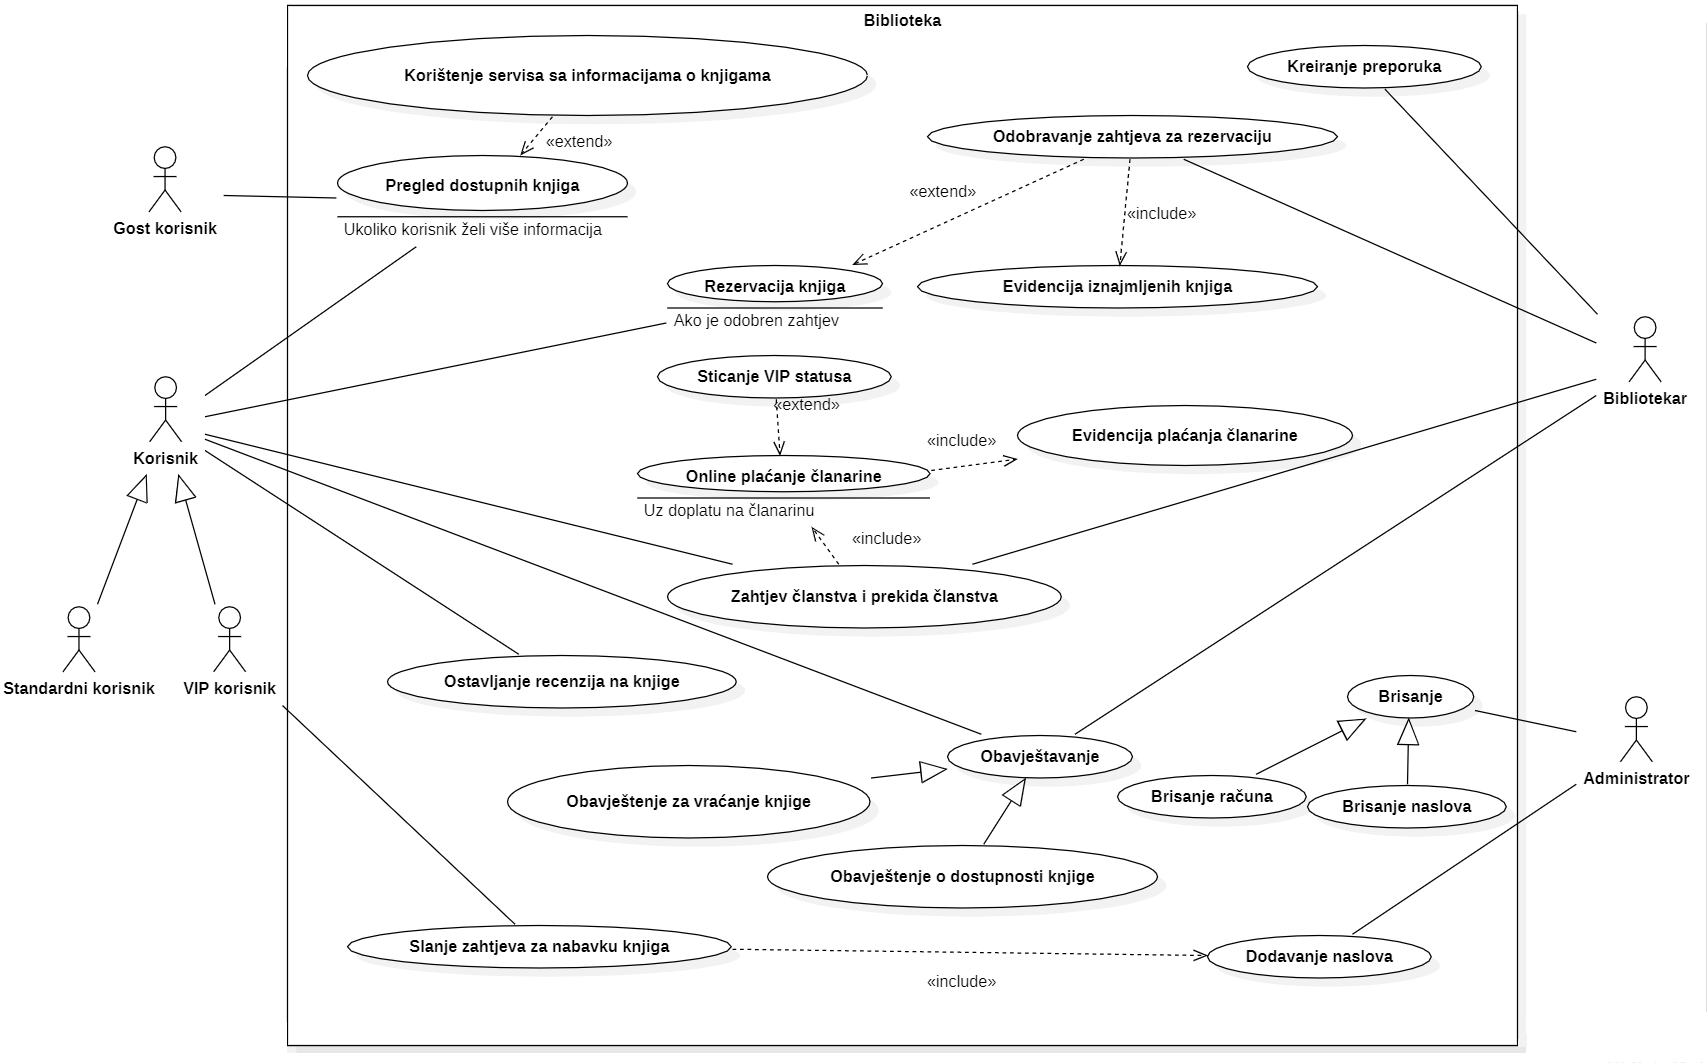 Biblioteka
Korištenje servisa sa informacijama o knjigama
Kreiranje preporuka
Odobravanje zahtjeva za rezervaciju
«extend»
Pregled dostupnih knjiga
Ukoliko korisnik želi više informacija
Gost korisnik
«extend»
«include»
Rezervacija knjiga
Ako je odobren zahtjev
Evidencija iznajmljenih knjiga
Sticanje VIP statusa
«extend»
Bibliotekar
Korisnik
«include»
Evidencija plaćanja članarine
Online plaćanje članarine
Uz doplatu na članarinu
«include»
Zahtjev članstva i prekida članstva
Standardni korisnik
VIP korisnik
Ostavljanje recenzija na knjige
Brisanje
Obavještavanje
Administrator
Obavještenje za vraćanje knjige
Brisanje računa
Brisanje naslova
Obavještenje o dostupnosti knjige
Slanje zahtjeva za nabavku knjiga
Dodavanje naslova
«include»